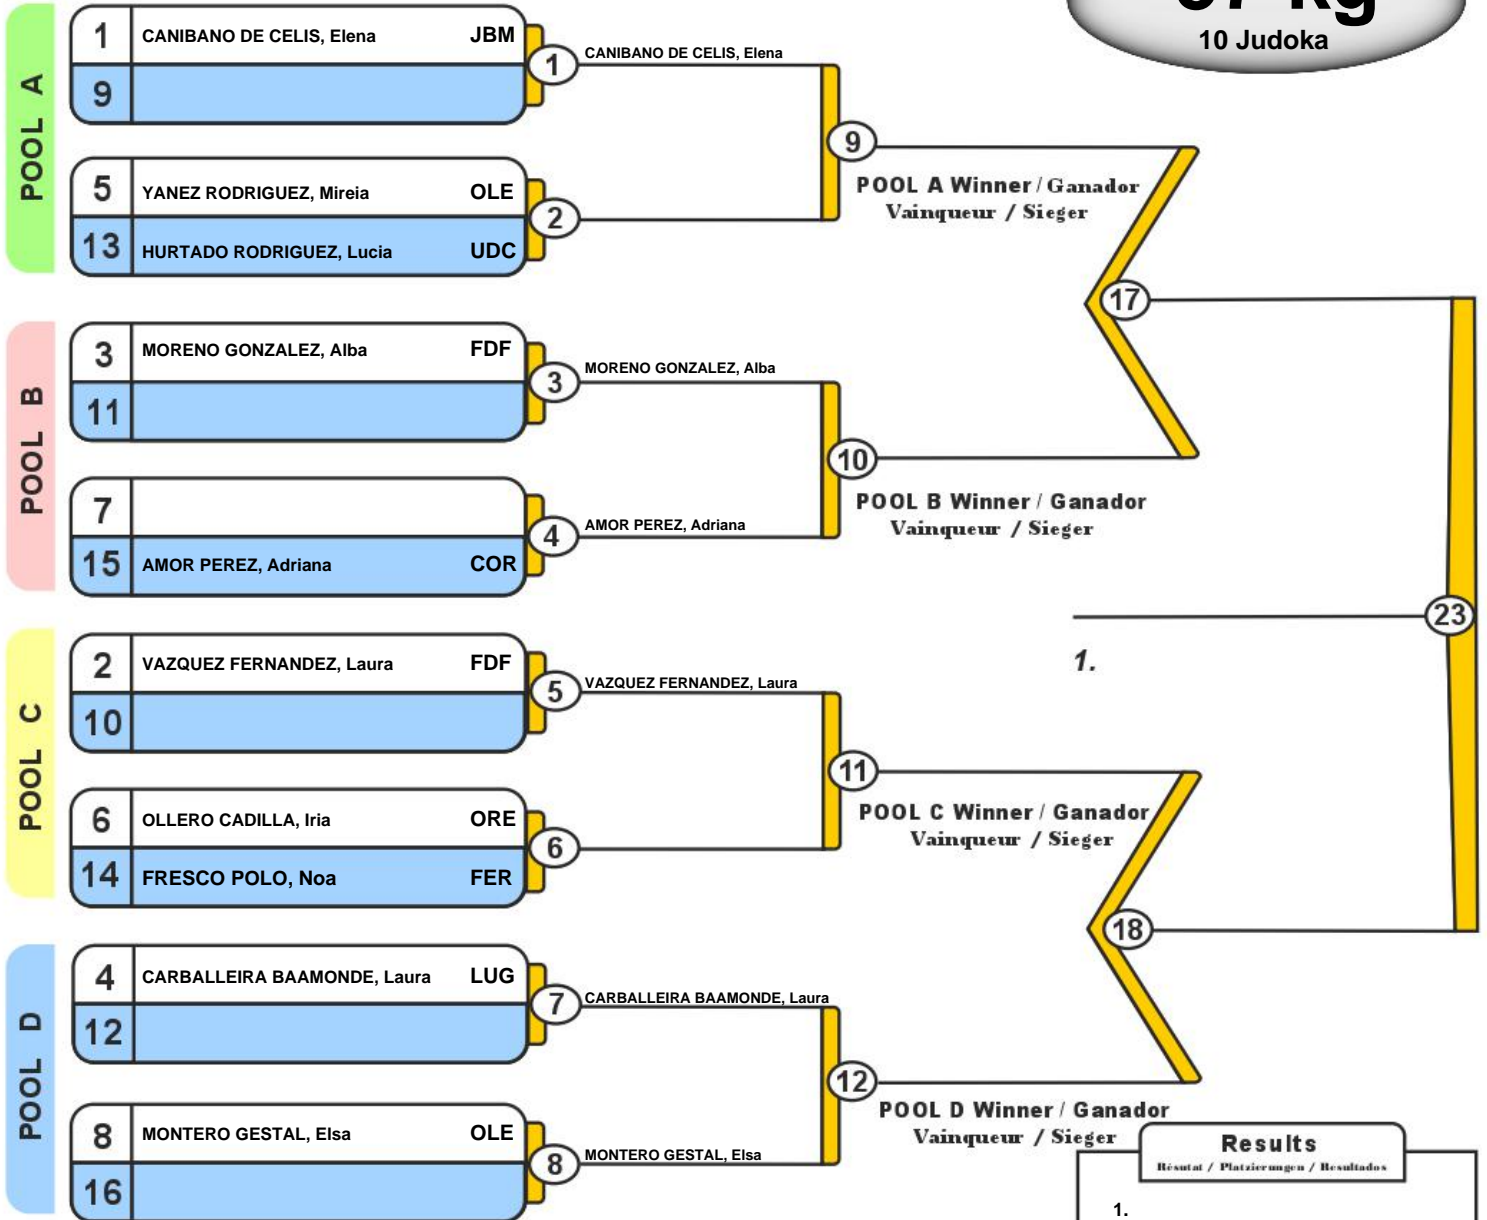 kg
10 Judoka
POOL A
1 CANIBANO DE CELIS, Elena JBM
9
1
CANIBANO DE CELIS, Elena
5 YANEZ RODRIGUEZ, Mireia OLE
13 HURTADO RODRIGUEZ, Lucia UDC
2
9
POOL A Winner / Ganador
Vainqueur / Sieger
POOL B
3 MORENO GONZALEZ, Alba FDF
11
3
MORENO GONZALEZ, Alba
7
15 AMOR PEREZ, Adriana COR
4
AMOR PEREZ, Adriana
10
POOL B Winner / Ganador
Vainqueur / Sieger
17
POOL C
2 VAZQUEZ FERNANDEZ, Laura FDF
10
5
VAZQUEZ FERNANDEZ, Laura
6 OLLERO CADILLA, Iria ORE
14 FRESCO POLO, Noa FER
6
11
POOL C Winner / Ganador
Vainqueur / Sieger
POOL D
4 CARBALLEIRA BAAMONDE, Laura LUG
12
7
CARBALLEIRA BAAMONDE, Laura
8 MONTERO GESTAL, Elsa OLE
16
8
MONTERO GESTAL, Elsa
12
POOL D Winner / Ganador
Vainqueur / Sieger
18
23
1.
Results
Résutat / Platzierungen / Resultados
1.